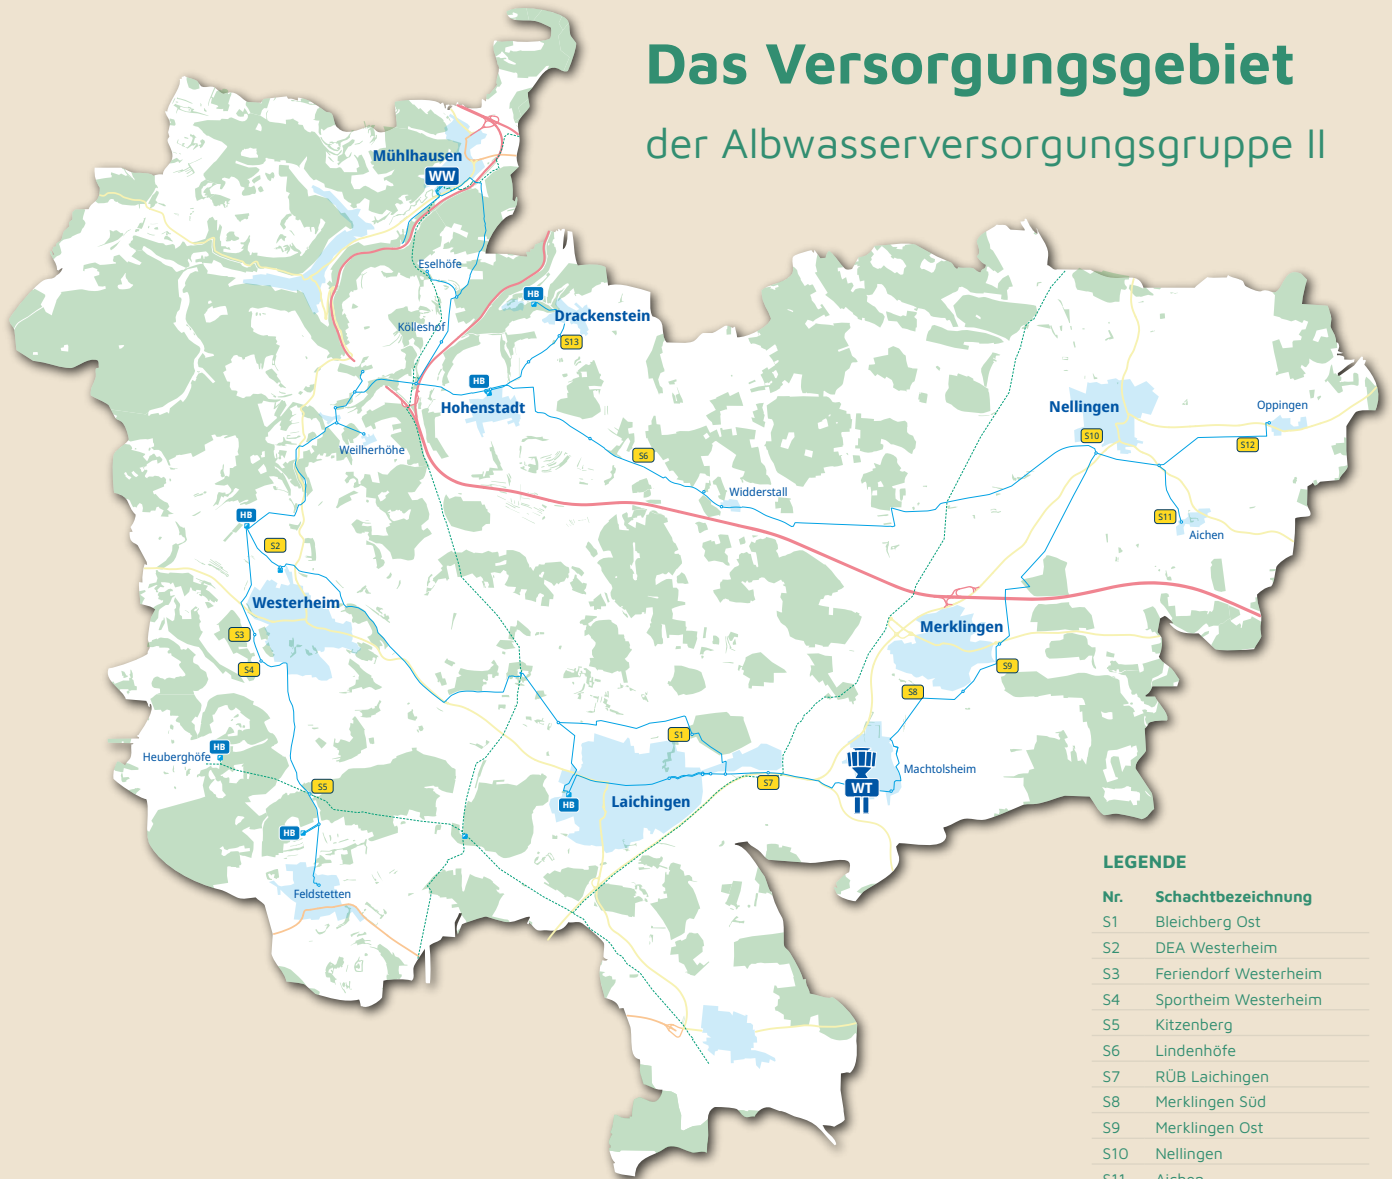 Das Versorgungsgebiet
der Albwasserversorgungsgruppe II
Mühlhausen
WW
Eselhöfe
HB
Drackenstein
Kölleshof
S13
HB
Hohenstadt
Nellingen
Oppingen
S10
S12
Weilerhöhe
S6
Widderstall
HB
S11
Aichen
S2
Westerheim
Merklingen
S3
S4
S9
S8
S1
Heuberghöfe
HB
Machtolsheim
S5
S7
WT
HB
Laichingen
HB
Feldstetten
LEGENDE
Nr. Schachtbezeichnung
S1 Bleichberg Ost
S2 DEA Westerheim
S3 Feriendorf Westerheim
S4 Sportheim Westerheim
S5 Kitzenberg
S6 Lindenhöfe
S7 RÜB Laichingen
S8 Merklingen Süd
S9 Merklingen Ost
S10 Nellingen
S11 Aichen